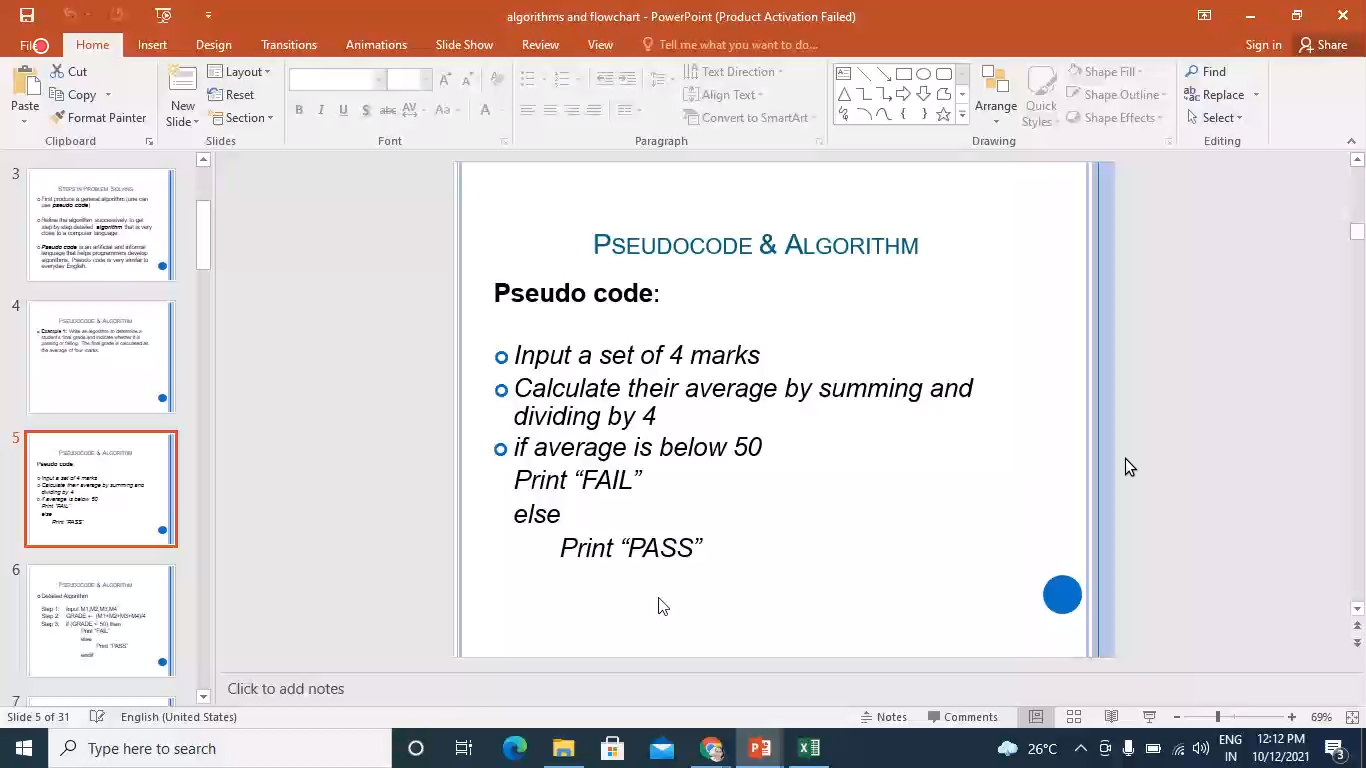 algorithms and flowchart - PowerPoint (Product Activation Failed)
File Home Insert Design Transitions Animations Slide Show Review View Tell me what you want to do... Sign in Share
Paste
Cut
Copy
Format Painter
Clipboard
New Slide
Layout
Reset
Section
Slides
B I U S abc AV Aa A
Font
Paragraph
Text Direction
Align Text
Convert to SmartArt
Arrange
Quick Styles
Shape Fill
Shape Outline
Shape Effects
Drawing
Find
Replace
Select
Editing
3
STEPS IN PROBLEM SOLVING
First produce a general algorithm (one can
use pseudo code)
Refine the algorithm successively to get
step by step detailed algorithm that is very
close to a computer language.
Pseudo code is an artificial and informal
language that helps programmers develop
algorithms. Pseudo code is very similar to
everyday English.
4
PSEUDOCODE & ALGORITHM
Example 1: Write an algorithm to determine a
student's final grade and indicate whether it is
passing or failing. The final grade is calculated as
the average of four marks.
5
PSEUDOCODE & ALGORITHM
Pseudo code:
Input a set of 4 marks
Calculate their average by summing and
dividing by 4
if average is below 50
Print “FAIL”
else
Print “PASS”
6
PSEUDOCODE & ALGORITHM
Detailed Algorithm
Step 1: Input M1,M2,M3,M4
Step 2: GRADE ← (M1+M2+M3+M4)/4
Step 3: if (GRADE < 50) then
Print “FAIL”
else
Print “PASS”
endif
7
PSEUDOCODE & ALGORITHM
Pseudo code:
Input a set of 4 marks
Calculate their average by summing and
dividing by 4
if average is below 50
Print “FAIL”
else
Print “PASS”
Click to add notes
Slide 5 of 31 English (United States) Notes Comments 69%
Type here to search
26°C
ENG
IN
12:12 PM
10/12/2021
3